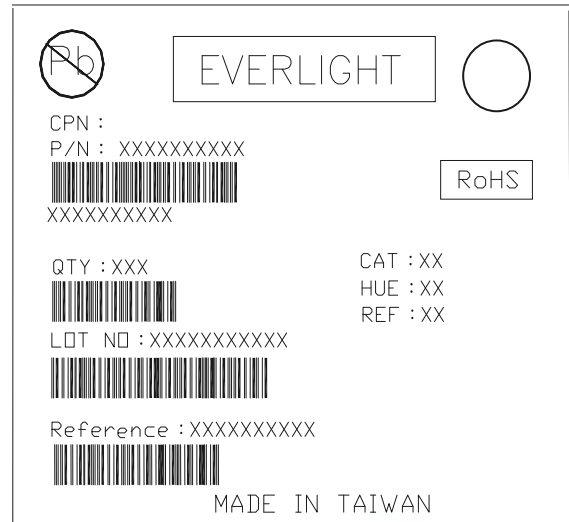 Pb
EVERLIGHT
CPN :
P/N : XXXXXXXXXX
RoHS
XXXXXXXXXX
QTY : XXX
CAT : XX
HUE : XX
REF : XX
LOT NO : XXXXXXXXXXX
Reference : XXXXXXXXXX
MADE IN TAIWAN